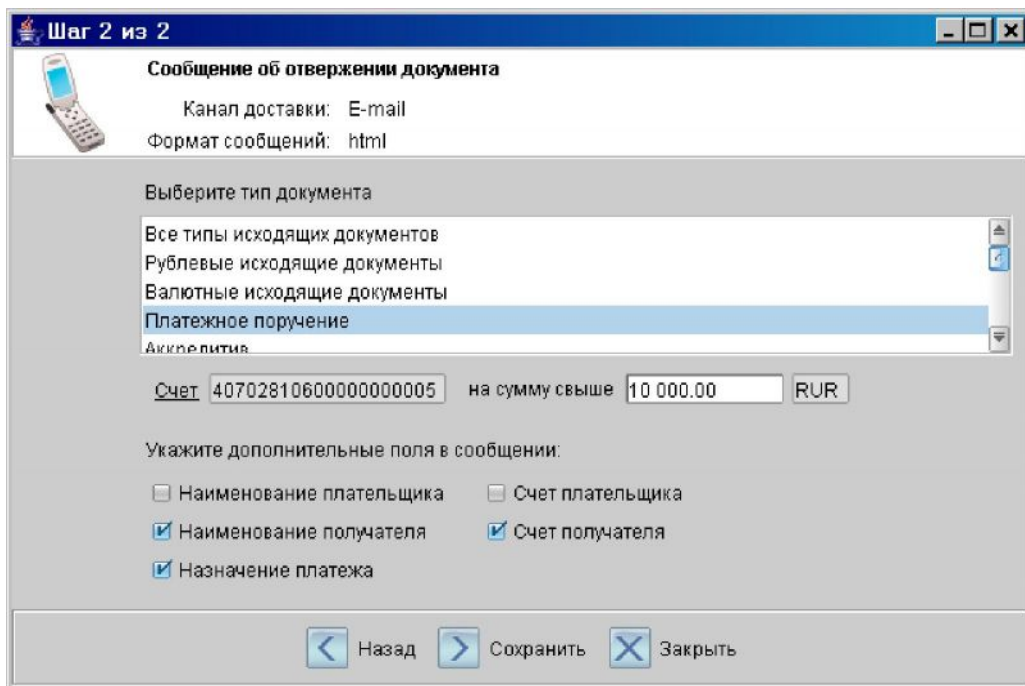 Шаг 2 из 2
Сообщение об отвержении документа
Канал доставки: E-mail
Формат сообщений: html
Выберите тип документа
Все типы исходящих документов
Рублевые исходящие документы
Валютные исходящие документы
Платежное поручение
Аккредитив
Счет 40702810600000000005 на сумму свыше 10 000.00 RUR
Укажите дополнительные поля в сообщении:
Наименование плательщика Счет плательщика
Наименование получателя Счет получателя
Назначение платежа
Назад Сохранить Закрыть